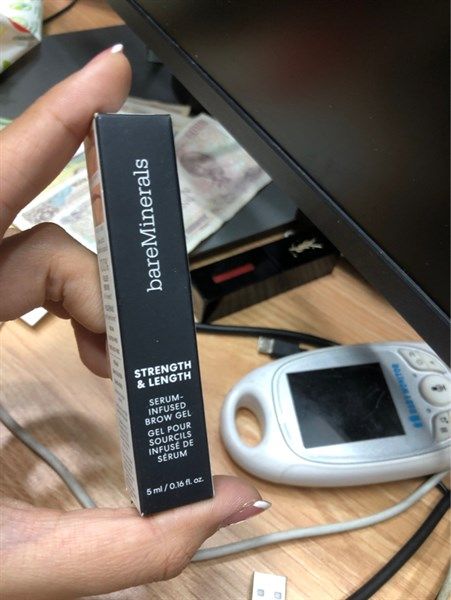 bareMinerals
STRENGTH
& LENGTH
SERUM-
INFUSED
BROW GEL
GEL POUR
SOURCILS
INFUSÉ DE
SÉRUM
5 ml / 0.16 fl. oz.
YSL